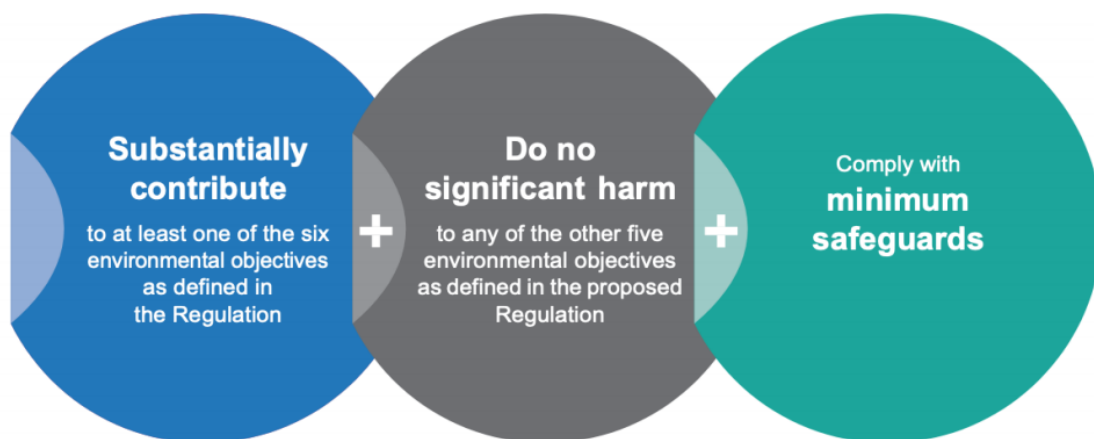 Substantially
contribute
to at least one of the six
environmental objectives
as defined in
the Regulation
+
Do no
significant harm
to any of the other five
environmental objectives
as defined in the proposed
Regulation
+
Comply with
minimum
safeguards